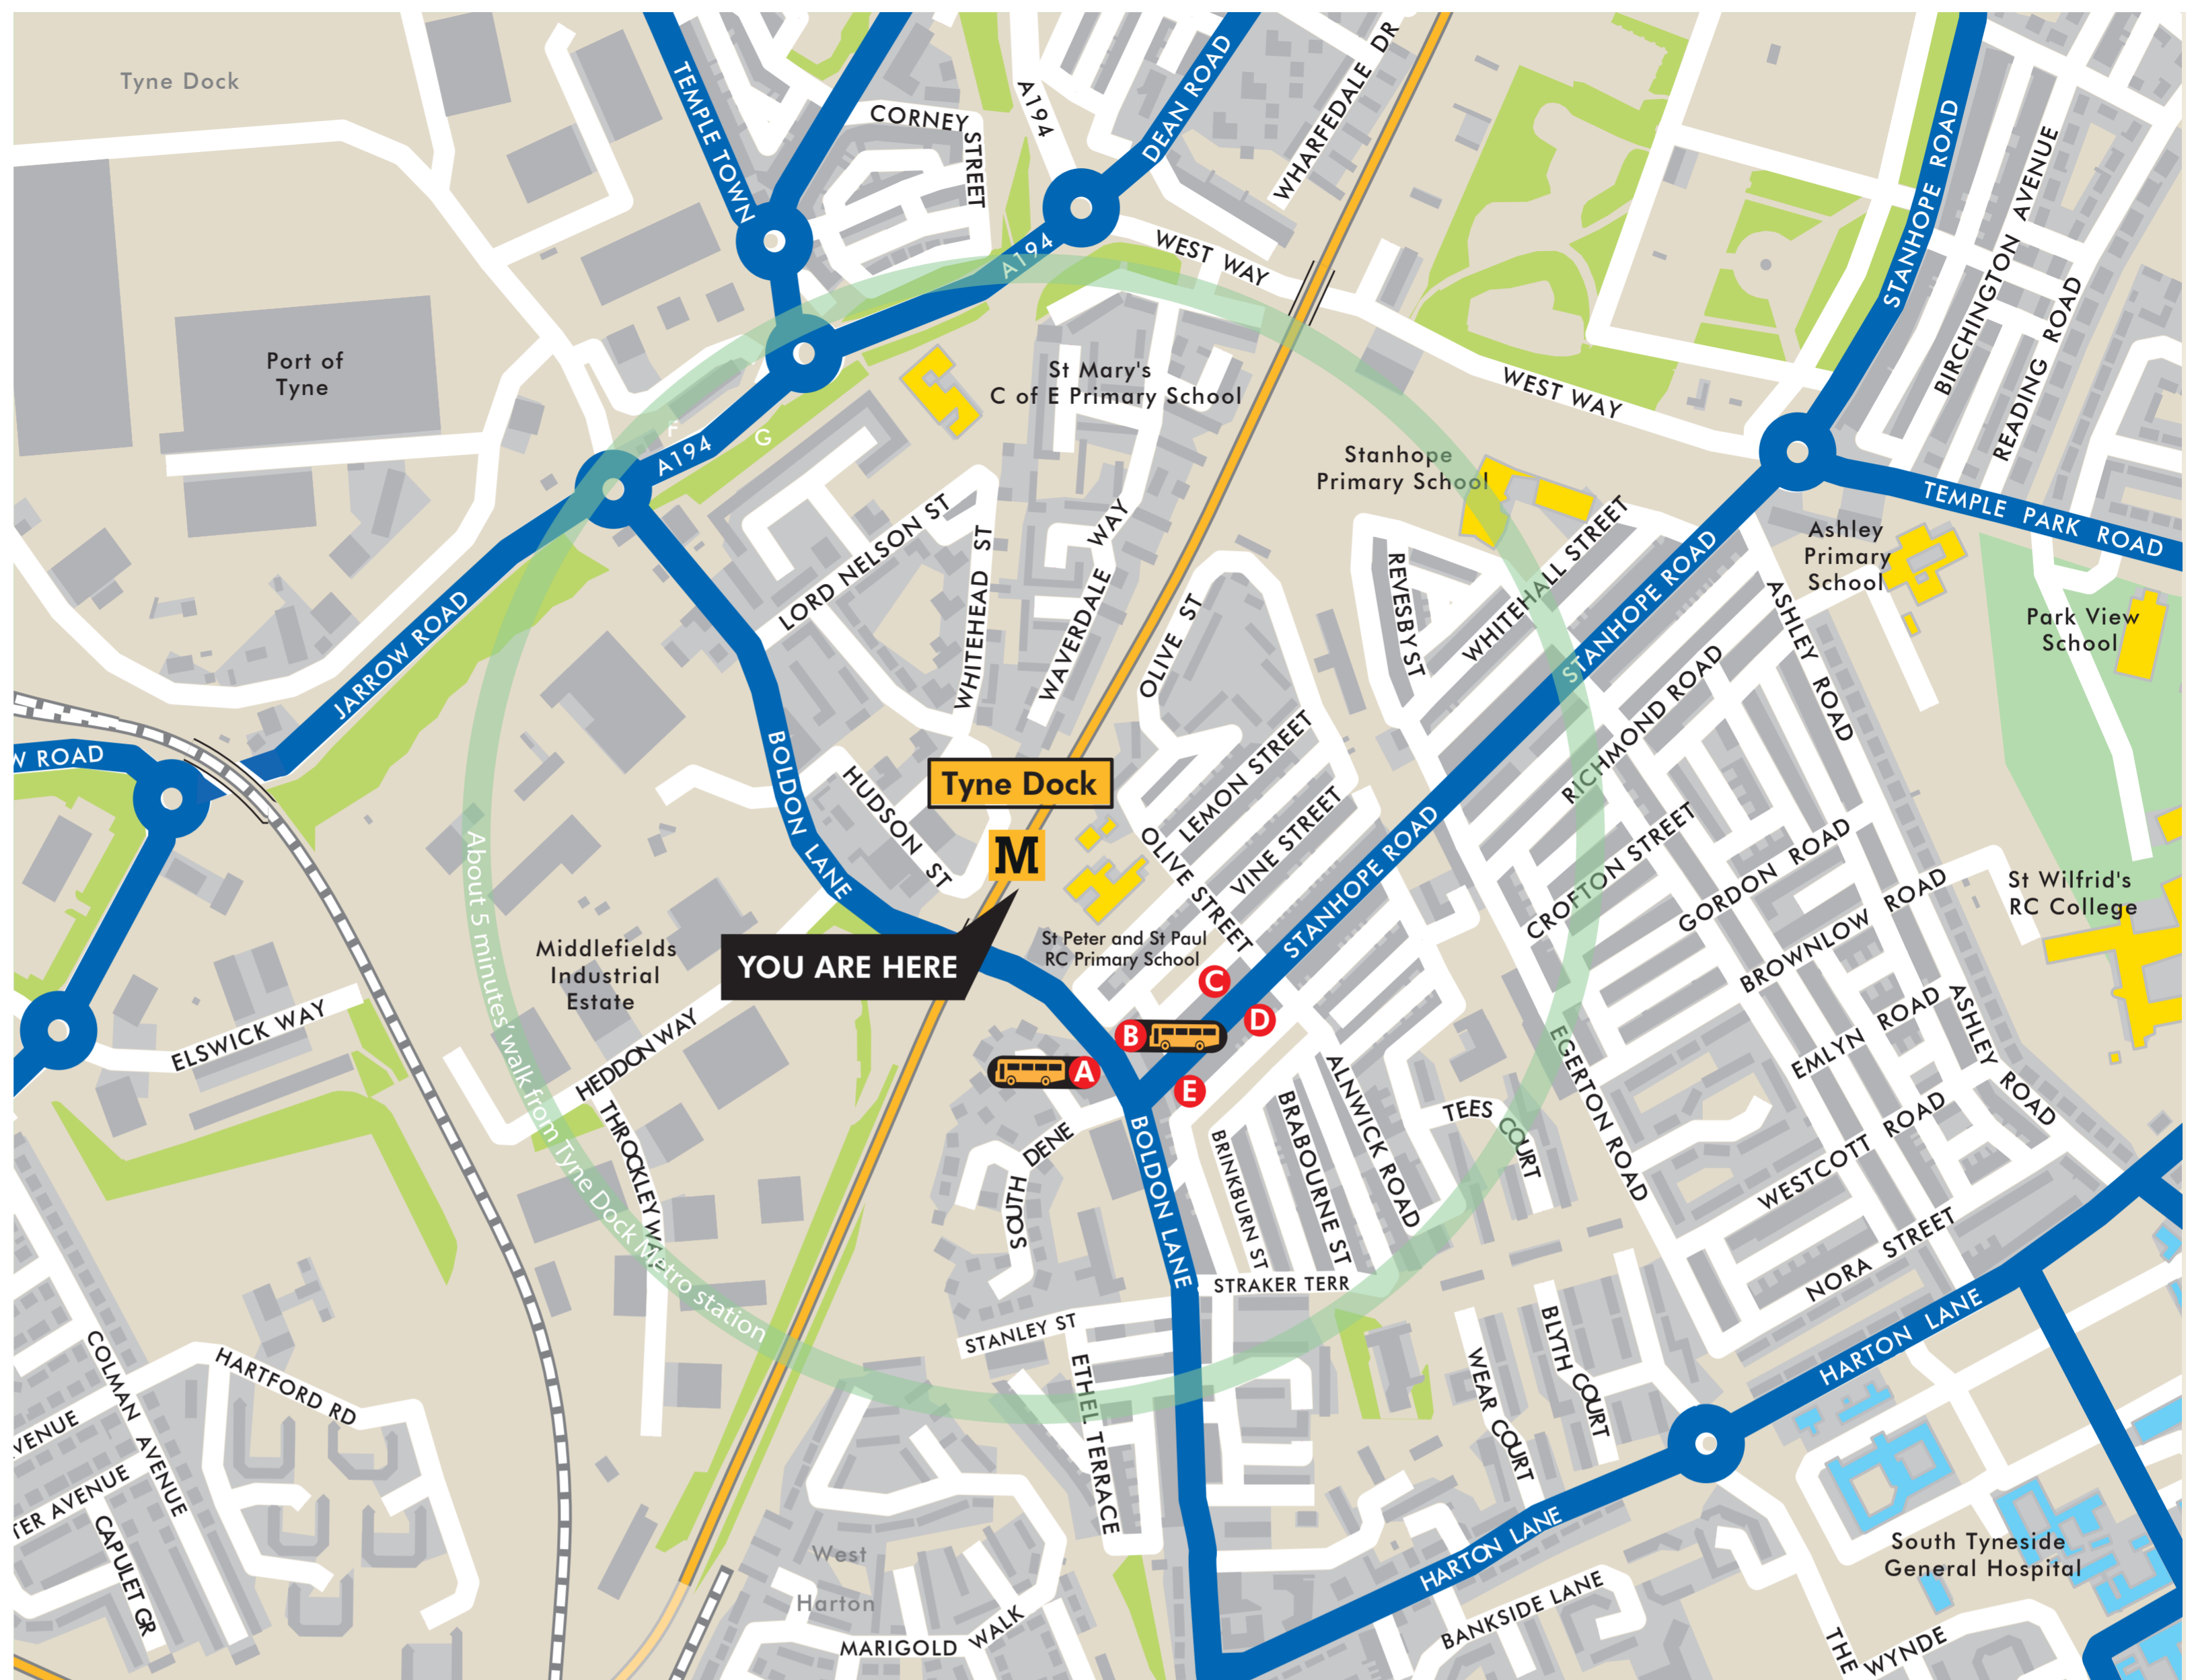 Tyne Dock
TEMPLE TOWN
CORNEY
STREET
A194
DEAN ROAD
WHARFEDALE DR
STANHOPE ROAD
BIRCHINGTON AVENUE
READING ROAD
A194
WEST WAY
WEST WAY
Port of
Tyne
St Mary's
C of E Primary School
A194
G
Stanhope
Primary School
TEMPLE PARK ROAD
Ashley
Primary
School
Park View
School
LORD NELSON ST
WHITEHEAD ST
WAVERDALE WAY
OLIVE ST
REVESBY ST
WHITEHALL STREET
STANHOPE ROAD
ASHLEY ROAD
RICHMOND ROAD
JARROW ROAD
W ROAD
BOLDON LANE
HUDSON ST
Tyne Dock
M
LEMON STREET
VINE STREET
OLIVE STREET
STANHOPE ROAD
CROFTON STREET
GORDON ROAD
BROWNLOW ROAD
St Wilfrid's
RC College
YOU ARE HERE
St Peter and St Paul
RC Primary School
Middlefields
Industrial
Estate
About 5 minutes' walk from Tyne Dock Metro station
C
D
B
A
E
ELSWICK WAY
HEDDON WAY
EMLYN ROAD
ASHLEY ROAD
EGERTON ROAD
ALNWICK ROAD
TEES COURT
BRABOURNE ST
BRINKBURN ST
SOUTH DENE
BOLDON LANE
WESTCOTT ROAD
NORA STREET
STRAKER TERR
STANLEY ST
ETHEL TERRACE
HARTON LANE
BLYTH COURT
WEAR COURT
HARTFORD RD
COLMAN AVENUE
VENUE
TER AVENUE
CAPULET GR
West
Harton
MARIGOLD WALK
HARTON LANE
BANKSIDE LANE
South Tyneside
General Hospital
THE WYNDE